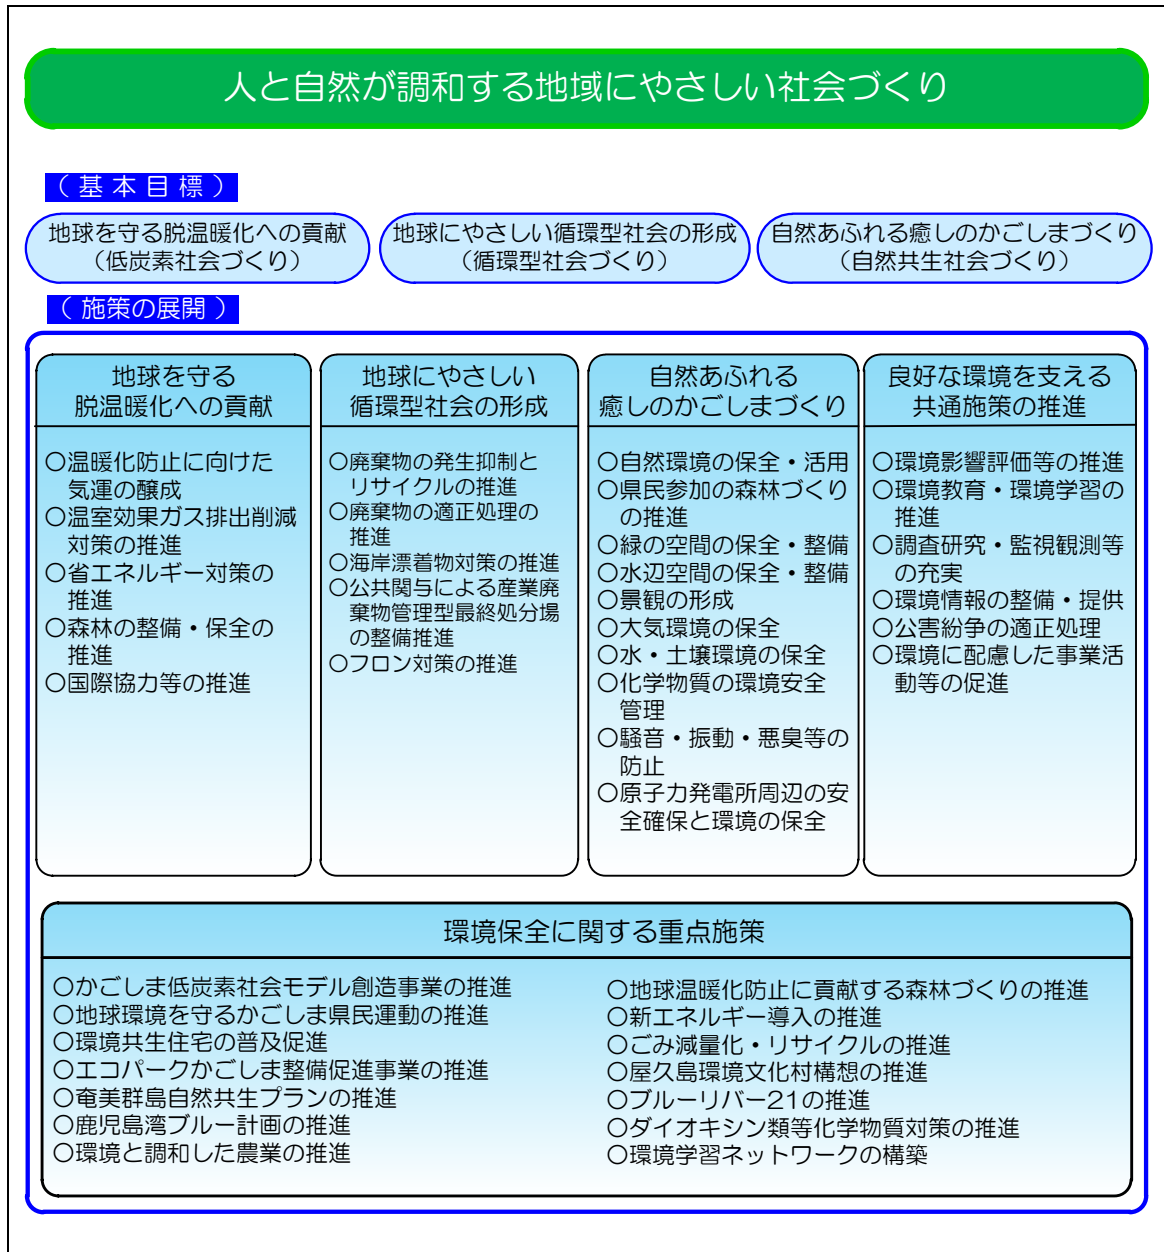 人と自然が調和する地域にやさしい社会づくり
（ 基 本 目 標 ）
地球を守る脱温暖化への貢献
（低炭素社会づくり）
地球にやさしい循環型社会の形成
（循環型社会づくり）
自然あふれる癒しのかごしまづくり
（自然共生社会づくり）
（ 施策の展開 ）
地球を守る
脱温暖化への貢献
○温暖化防止に向けた
気運の醸成
○温室効果ガス排出削減
対策の推進
○省エネルギー対策の
推進
○森林の整備・保全の
推進
○国際協力等の推進
地球にやさしい
循環型社会の形成
○廃棄物の発生抑制と
リサイクルの推進
○廃棄物の適正処理の
推進
○海岸漂着物対策の推進
○公共関与による産業廃
棄物管理型最終処分場
の整備推進
○フロン対策の推進
自然あふれる
癒しのかごしまづくり
○自然環境の保全・活用
○県民参加の森林づくり
の推進
○緑の空間の保全・整備
○水辺空間の保全・整備
○景観の形成
○大気環境の保全
○水・土壌環境の保全
○化学物質の環境安全
管理
○騒音・振動・悪臭等の
防止
○原子力発電所周辺の安
全確保と環境の保全
良好な環境を支える
共通施策の推進
○環境影響評価等の推進
○環境教育・環境学習の
推進
○調査研究・監視観測等
の充実
○環境情報の整備・提供
○公害紛争の適正処理
○環境に配慮した事業活
動等の促進
環境保全に関する重点施策
○かごしま低炭素社会モデル創造事業の推進
○地球環境を守るかごしま県民運動の推進
○環境共生住宅の普及促進
○エコパークかごしま整備促進事業の推進
○奄美群島自然共生プランの推進
○鹿児島湾ブルー計画の推進
○環境と調和した農業の推進
○地球温暖化防止に貢献する森林づくりの推進
○新エネルギー導入の推進
○ごみ減量化・リサイクルの推進
○屋久島環境文化村構想の推進
○ブルーリバー21の推進
○ダイオキシン類等化学物質対策の推進
○環境学習ネットワークの構築